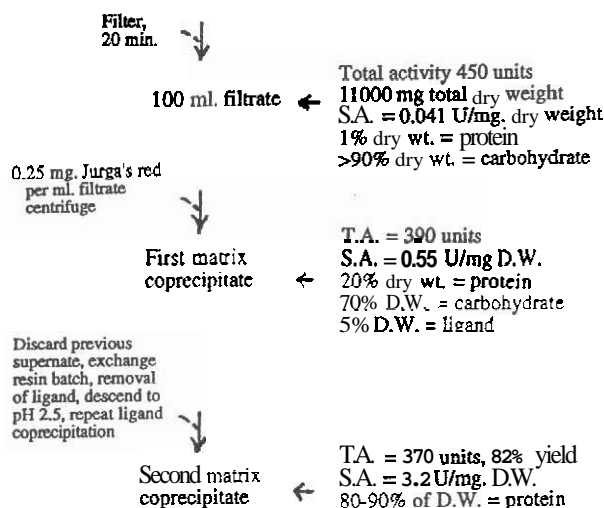 Filter,
20 min.
100 ml. filtrate
Total activity 450 units
11000 mg total dry weight
S.A. = 0.041 U/mg. dry weight
1% dry wt. = protein
>90% dry wt. = carbohydrate
0.25 mg. Jurga's red
per ml. filtrate
centrifuge
First matrix
coprecipitate
T.A. = 390 units
S.A. = 0.55 U/mg D.W.
20% dry wt. = protein
70% D.W. = carbohydrate
5% D.W. = ligand
Discard previous
supernate, exchange
resin batch, removal
of ligand, descend to
pH 2.5, repeat ligand
coprecipitation
Second matrix
coprecipitate
T.A. = 370 units, 82% yield
S.A. = 3.2 U/mg. D.W.
80-90% of D.W. = protein